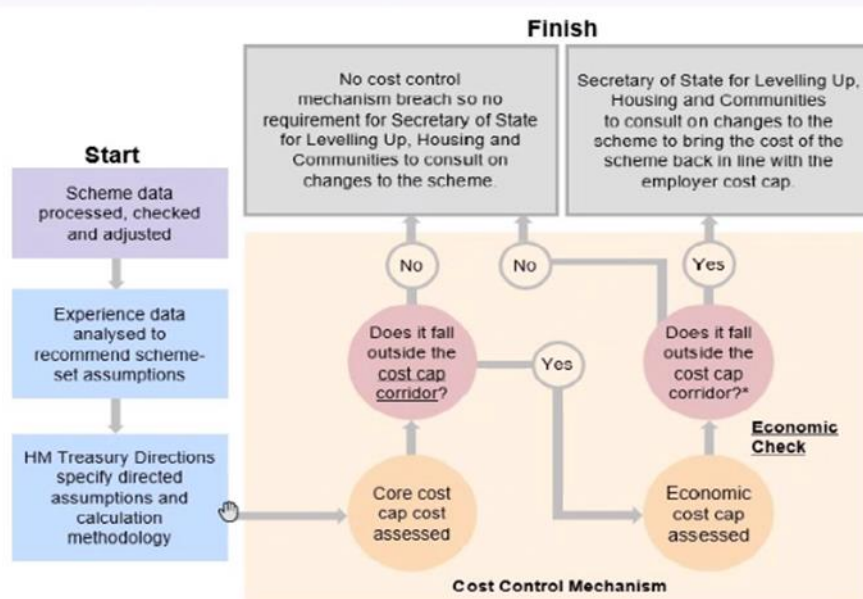 Finish
No cost control
mechanism breach so no
requirement for Secretary of State
for Levelling Up, Housing and
Communities to consult on
changes to the scheme.
Secretary of State for Levelling Up,
Housing and Communities
to consult on changes to the
scheme to bring the cost of the
scheme back in line with the
employer cost cap.
Start
Scheme data
processed, checked
and adjusted
Experience data
analysed to
recommend scheme-
set assumptions
HM Treasury Directions
specify directed
assumptions and
calculation
methodology
No
No
Yes
Does it fall
outside the
cost cap
corridor?
Yes
Does it fall
outside the
cost cap
corridor?*
Economic
Check
Core cost
cap cost
assessed
Economic
cost cap
assessed
Cost Control Mechanism